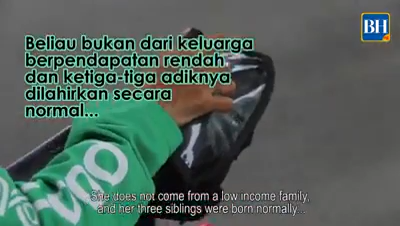 BH
Beliau bukan dari keluarga
berpendapatan rendah,
dan ketiga-tiga adiknya
dilahirkan secara
normal...
She does not come from a low income family,
and her three siblings were born normally...